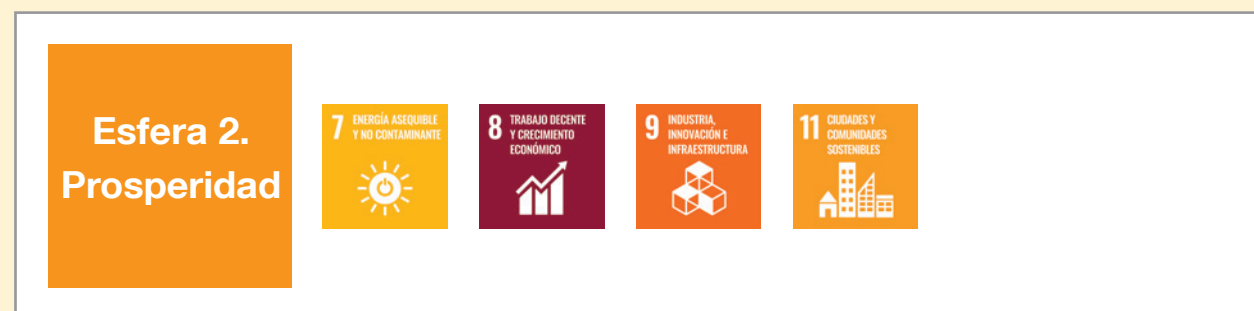 Esfera 2.
Prosperidad
7 ENERGÍA ASEQUIBLE
Y NO CONTAMINANTE
8 TRABAJO DECENTE
Y CRECIMIENTO
ECONÓMICO
9 INDUSTRIA,
INNOVACIÓN E
INFRAESTRUCTURA
11 CIUDADES Y
COMUNIDADES
SOSTENIBLES